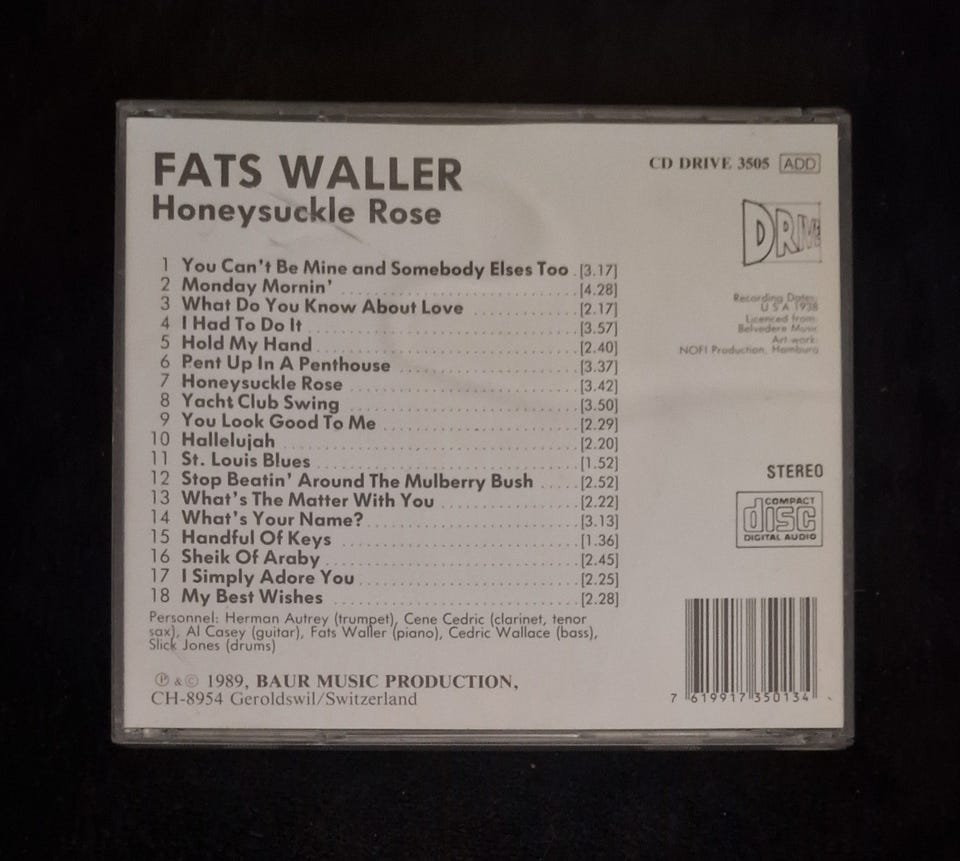 FATS WALLER
Honeysuckle Rose
CD DRIVE 3505 ADD
DRIVE
Recording Dates:
USA 1938
Licenced from:
Belvedere Music
Art work:
NOFI Production, Hamburg
1 You Can't Be Mine and Somebody Elses Too . [3.17]
2 Monday Mornin' [4.28]
3 What Do You Know About Love [2.17]
4 I Had To Do It [3.57]
5 Hold My Hand [2.40]
6 Pent Up In A Penthouse [3.37]
7 Honeysuckle Rose [3.42]
8 Yacht Club Swing [3.50]
9 You Look Good To Me [2.29]
10 Hallelujah [2.20]
11 St. Louis Blues [1.52]
12 Stop Beatin' Around The Mulberry Bush [2.52]
13 What's The Matter With You [2.22]
14 What's Your Name? [3.13]
15 Handful Of Keys [1.36]
16 Sheik Of Araby [2.45]
17 I Simply Adore You [2.25]
18 My Best Wishes [2.28]
STEREO
COMPACT
disc
DIGITAL AUDIO
Personnel: Herman Autrey (trumpet), Cene Cedric (clarinet, tenor
sax), Al Casey (guitar), Fats Waller (piano), Cedric Wallace (bass),
Slick Jones (drums)
℗ & © 1989, BAUR MUSIC PRODUCTION,
CH-8954 Geroldswil/Switzerland
7 619917 350134